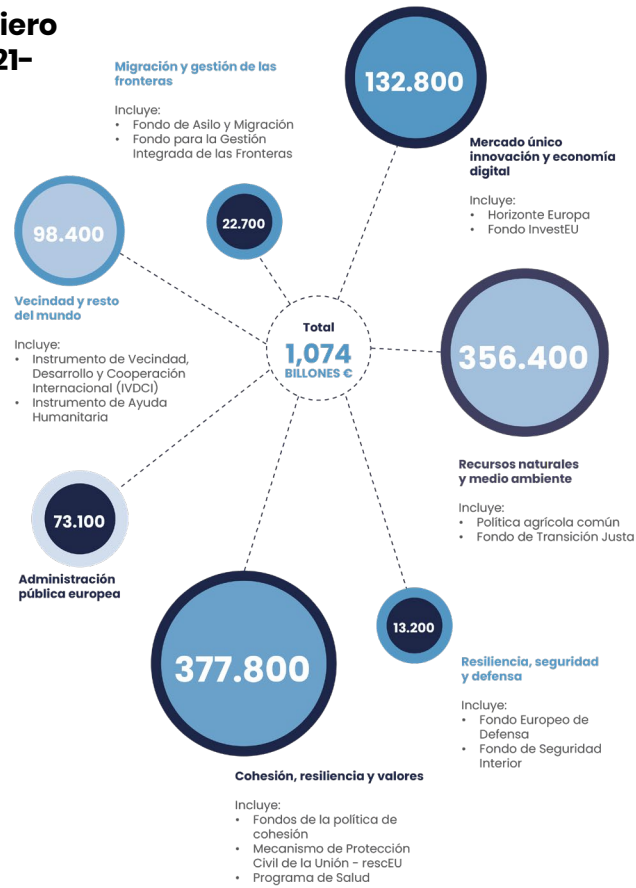 iero
21-
Migración y gestión de las
fronteras
Incluye:
• Fondo de Asilo y Migración
• Fondo para la Gestión
Integrada de las Fronteras
132.800
Mercado único
innovación y economía
digital
Incluye:
• Horizonte Europa
• Fondo InvestEU
22.700
98.400
Vecindad y resto
del mundo
Incluye:
• Instrumento de Vecindad,
Desarrollo y Cooperación
Internacional (IVDCI)
• Instrumento de Ayuda
Humanitaria
Total
1,074
BILLONES €
356.400
Recursos naturales
y medio ambiente
Incluye:
• Política agrícola común
• Fondo de Transición Justa
73.100
Administración
pública europea
377.800
Cohesión, resiliencia y valores
Incluye:
• Fondos de la política de
cohesión
• Mecanismo de Protección
Civil de la Unión - rescEU
• Programa de Salud
13.200
Resiliencia, seguridad
y defensa
Incluye:
• Fondo Europeo de
Defensa
• Fondo de Seguridad
Interior